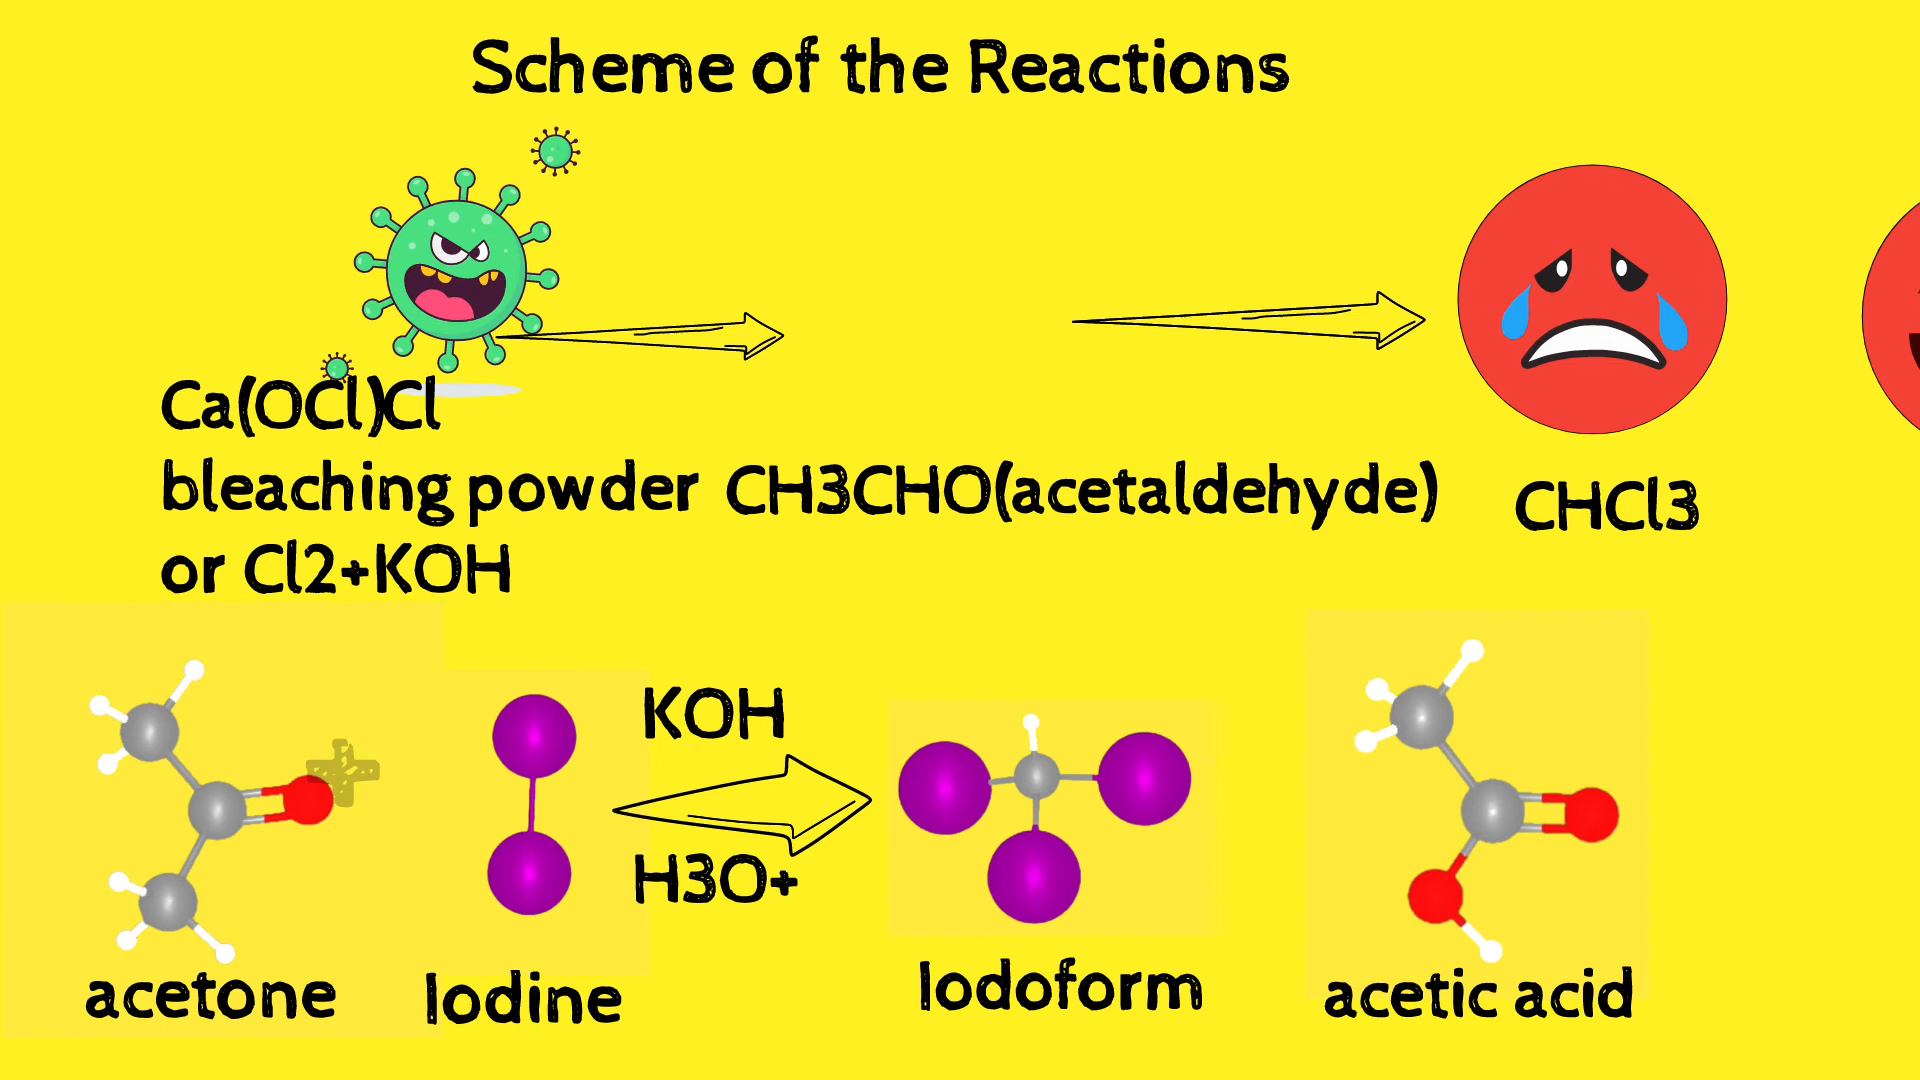 Scheme of the Reactions
Ca(OCl)Cl
bleaching powder
or Cl2+KOH
CH3CHO(acetaldehyde)
CHCl3
KOH
H3O+
acetone
Iodine
Iodoform
acetic acid